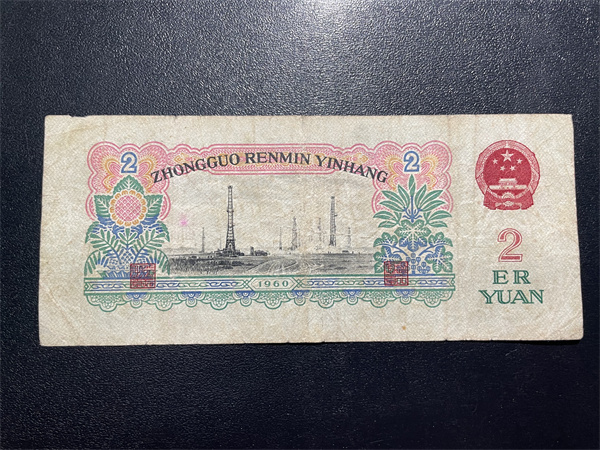 2 2
ZHONGGUO RENMIN YINHANG
1960
2
ER
YUAN